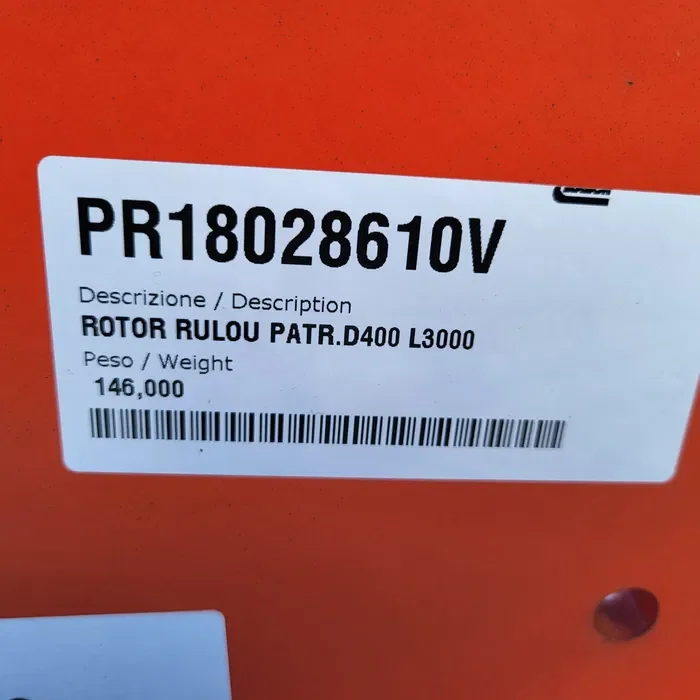 PR18028610V
Descrizione / Description
ROTOR RULOU PATR.D400 L3000
Peso / Weight
146,000